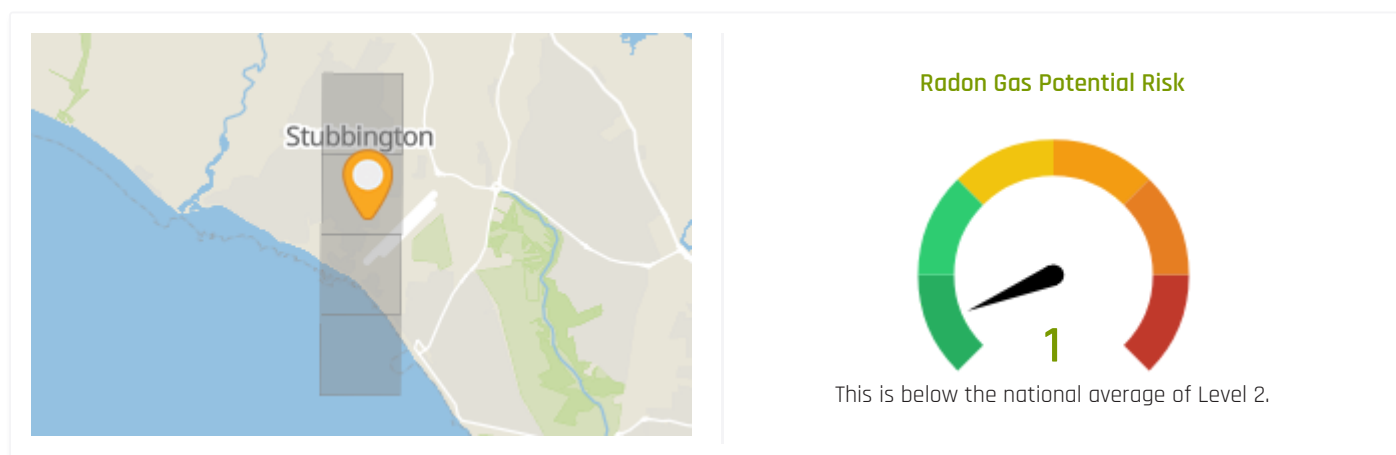 Stubbington
Radon Gas Potential Risk
1
This is below the national average of Level 2.